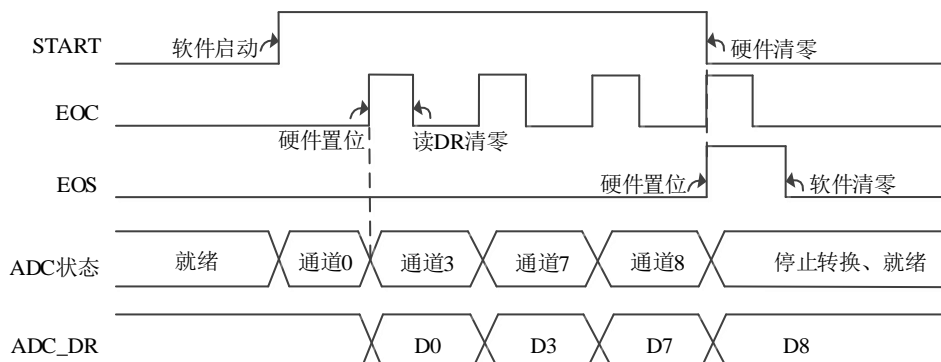 START 软件启动 硬件清零
EOC
硬件置位 读DR清零
EOS 硬件置位 软件清零
ADC状态 就绪 通道0 通道3 通道7 通道8 停止转换、就绪
ADC_DR D0 D3 D7 D8